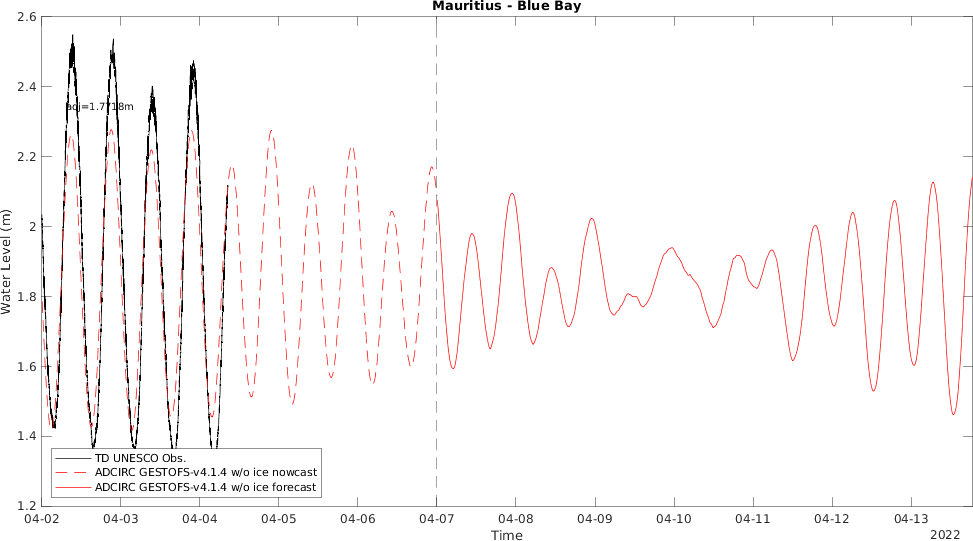 Mauritius - Blue Bay
2.6
2.4
adj=1.7718m
2.2
2
Water Level (m)
1.8
1.6
1.4
TD UNESCO Obs.
ADCIRC GESTOFS-v4.1.4 w/o ice nowcast
ADCIRC GESTOFS-v4.1.4 w/o ice forecast
1.2
04-02 04-03 04-04 04-05 04-06 04-07 04-08 04-09 04-10 04-11 04-12 04-13
Time
2022